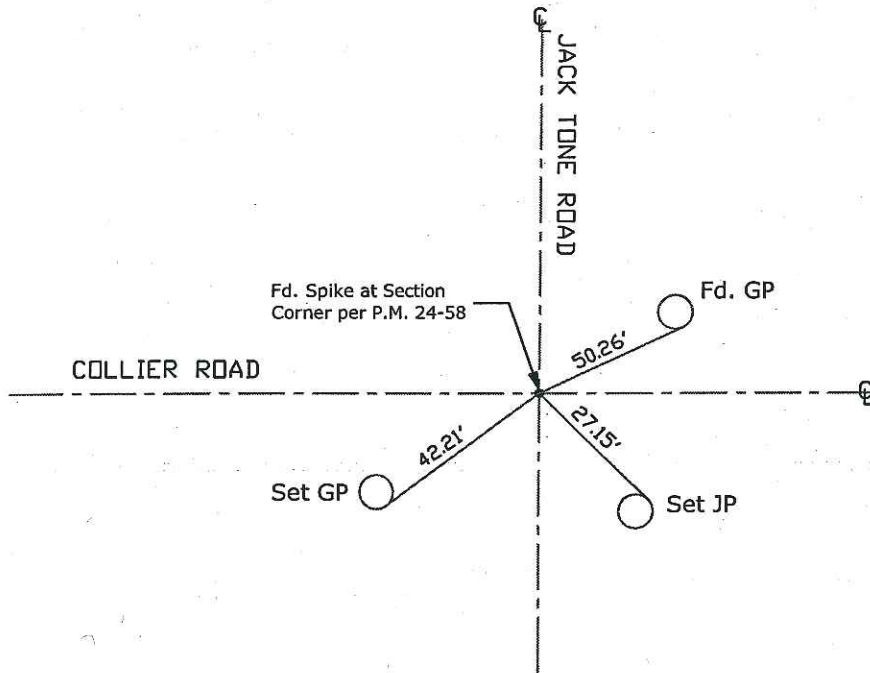 ℄
JACK TONE ROAD
Fd. Spike at Section
Corner per P.M. 24-58
Fd. GP
50.26'
COLLIER ROAD
℄
42.21'
27.15'
Set GP
Set JP